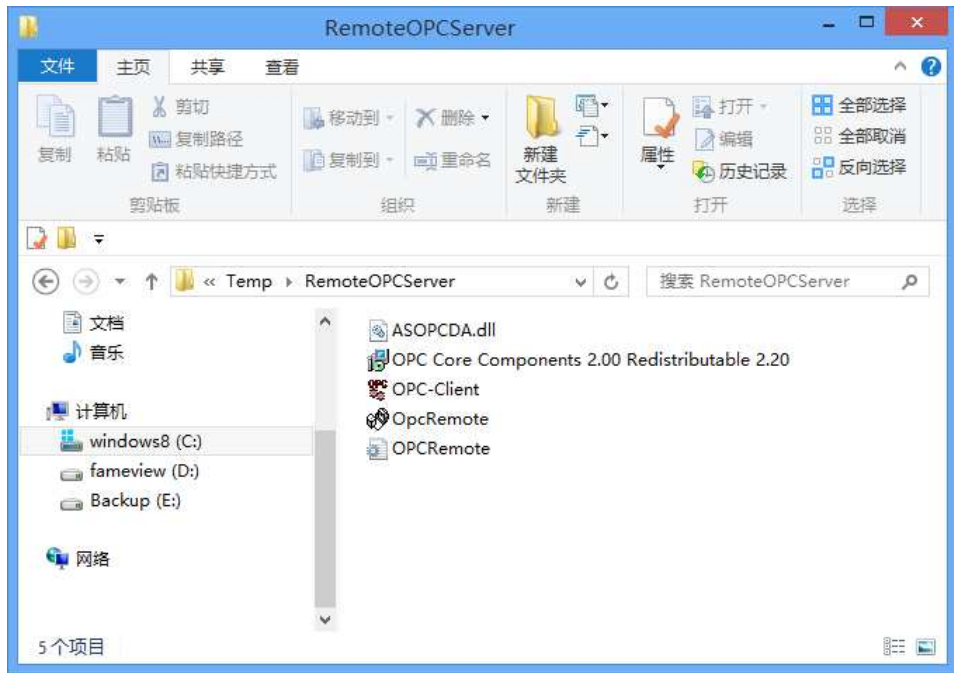 RemoteOPCServer
文件 主页 共享 查看
复制
粘贴
剪切
复制路径
粘贴快捷方式
剪贴板
移动到
复制到
删除
重命名
组织
新建
文件夹
新建
属性
打开
编辑
历史记录
打开
全部选择
全部取消
反向选择
选择
« Temp RemoteOPCServer
搜索 RemoteOPCServer
文档
音乐
计算机
windows8 (C:)
fameview (D:)
Backup (E:)
网络
ASOPCDA.dll
OPC Core Components 2.00 Redistributable 2.20
OPC-Client
OpcRemote
OPCRemote
5 个项目